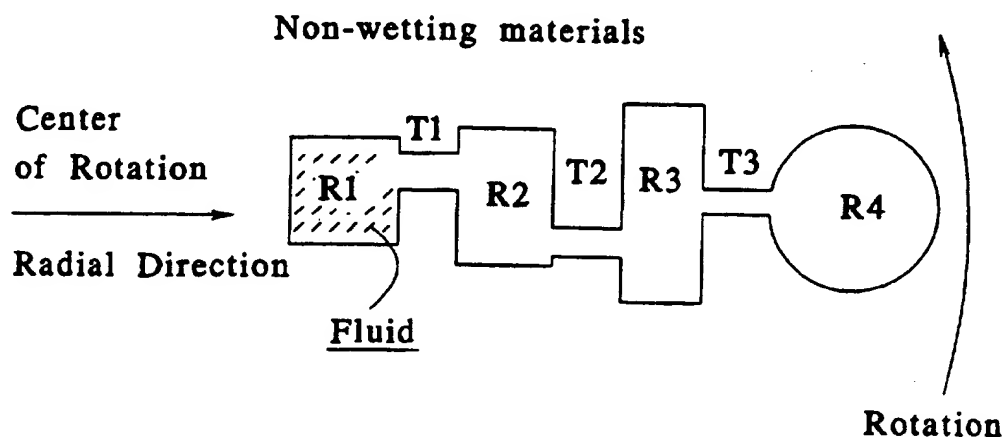 Non-wetting materials
Center
of Rotation
Radial Direction
T1
R1
R2
T2
R3
T3
R4
Fluid
Rotation